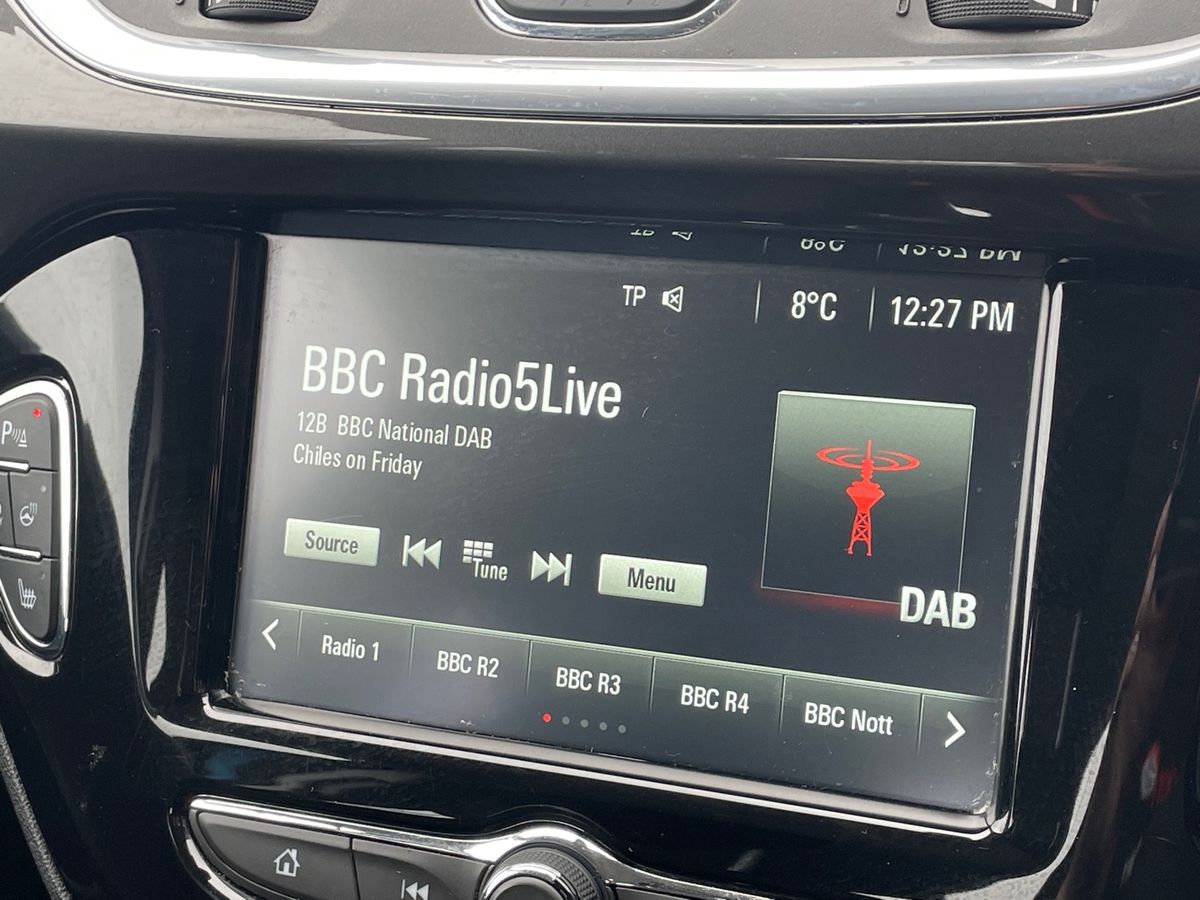 TP 8°C 12:27 PM
BBC Radio5Live
12B BBC National DAB
Chiles on Friday
Source Tune Menu
DAB
Radio 1 BBC R2 BBC R3 BBC R4 BBC Nott
P